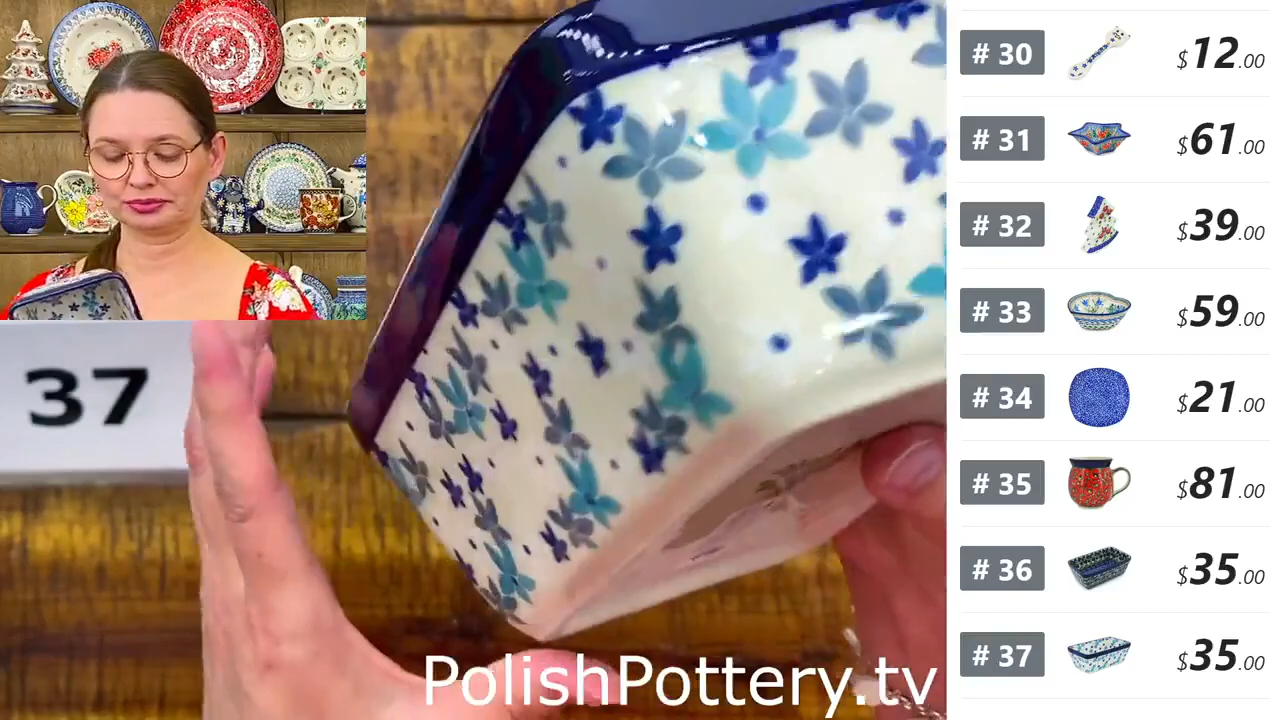 37
PolishPottery.tv
# 30 $12.00
# 31 $61.00
# 32 $39.00
# 33 $59.00
# 34 $21.00
# 35 $81.00
# 36 $35.00
# 37 $35.00